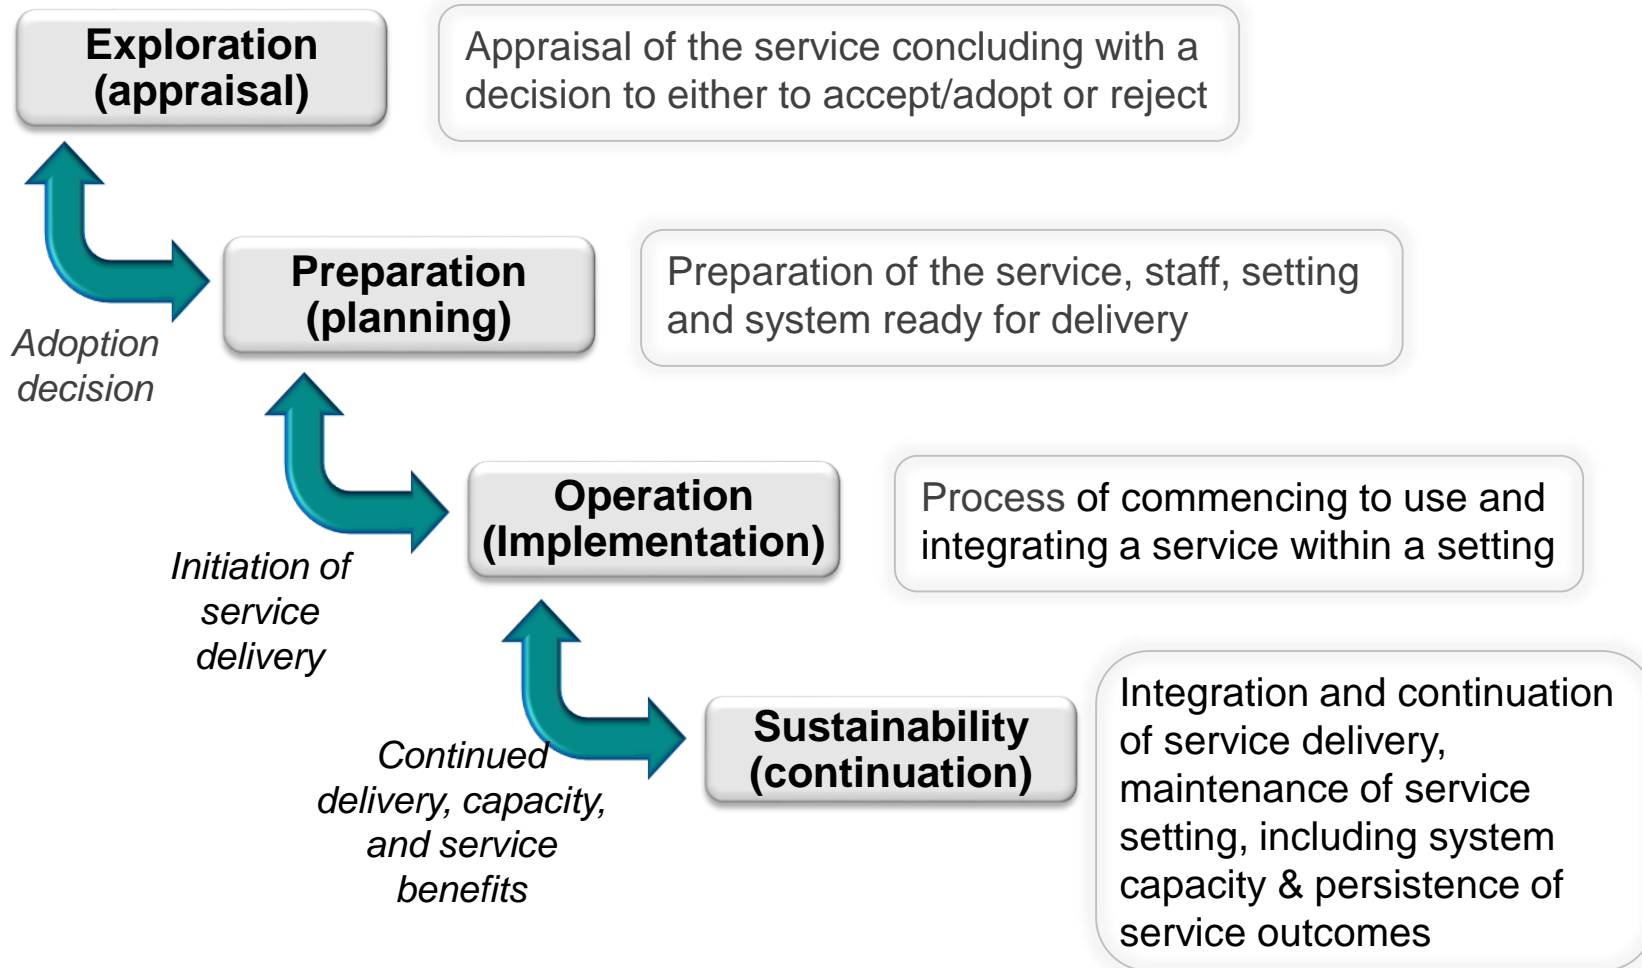 Exploration
(appraisal)
Appraisal of the service concluding with a
decision to either to accept/adopt or reject
Adoption
decision
Preparation
(planning)
Preparation of the service, staff, setting
and system ready for delivery
Initiation of
service
delivery
Operation
(Implementation)
Process of commencing to use and
integrating a service within a setting
Continued
delivery, capacity,
and service
benefits
Sustainability
(continuation)
Integration and continuation
of service delivery,
maintenance of service
setting, including system
capacity & persistence of
service outcomes